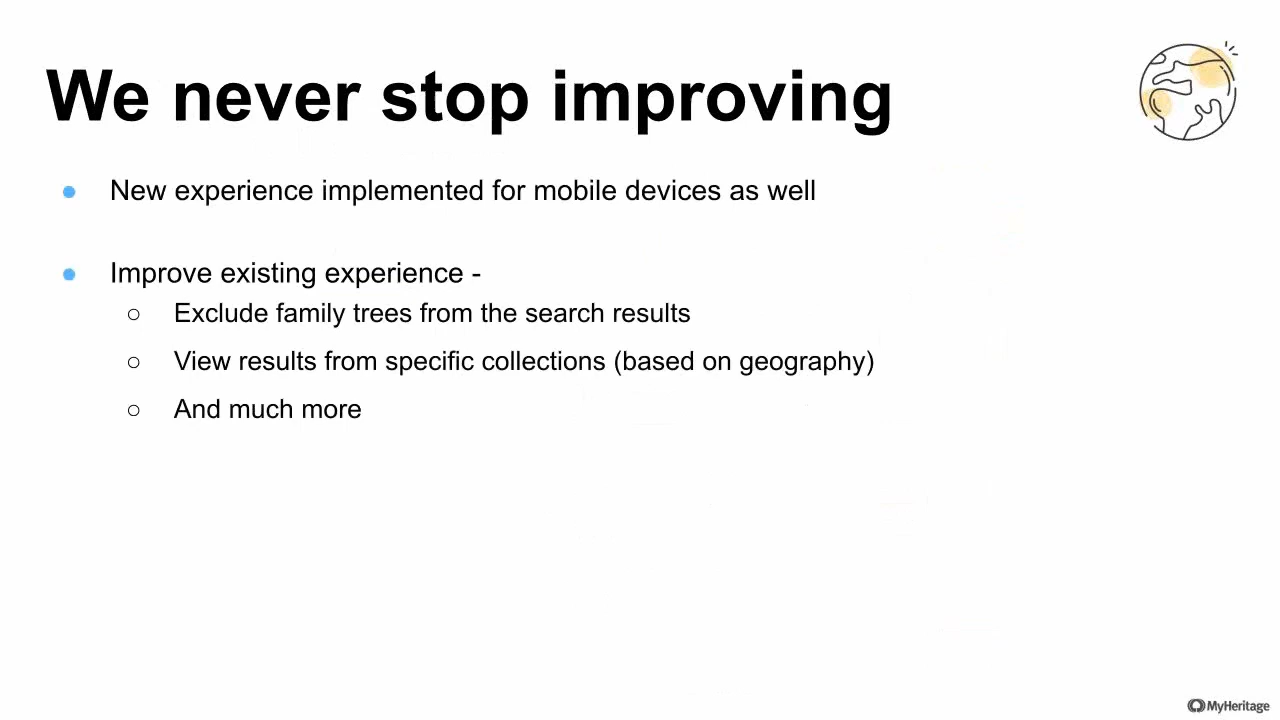 We never stop improving
● New experience implemented for mobile devices as well
● Improve existing experience -
○ Exclude family trees from the search results
○ View results from specific collections (based on geography)
○ And much more
MyHeritage